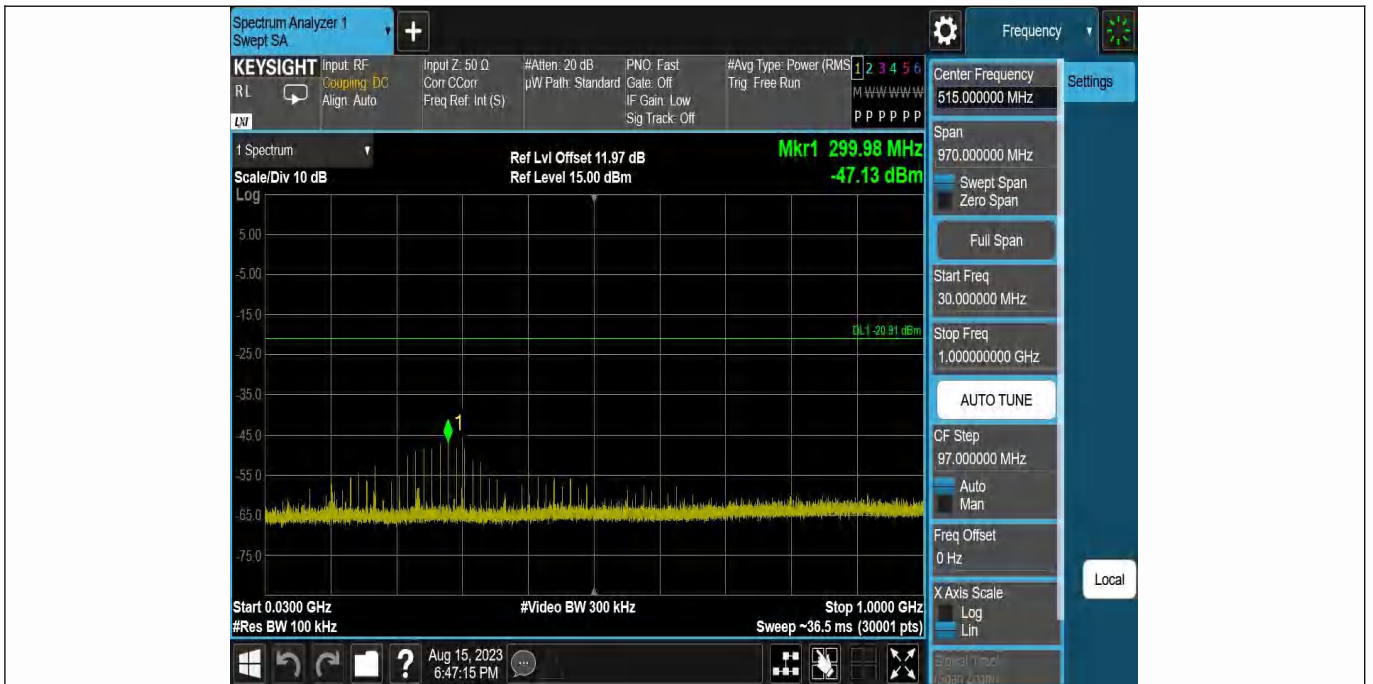 Spectrum Analyzer 1
Swept SA
+
Frequency
KEYSIGHT
RL
LXI
Input: RF
Coupling: DC
Align: Auto
Input Z: 50 Ω
Corr CCorr
Freq Ref: Int (S)
#Atten: 20 dB
µW Path: Standard
PNO: Fast
Gate: Off
IF Gain: Low
Sig Track: Off
#Avg Type: Power (RMS
Trig: Free Run
1 2 3 4 5 6
M W W W W W
P P P P P P
1 Spectrum
Scale/Div 10 dB
Log
Ref Lvl Offset 11.97 dB
Ref Level 15.00 dBm
Mkr1 299.98 MHz
-47.13 dBm
5.00
-5.00
-15.0
DL1 -20.91 dBm
-25.0
-35.0
1
-45.0
-55.0
-65.0
-75.0
Start 0.0300 GHz
#Res BW 100 kHz
#Video BW 300 kHz
Stop 1.0000 GHz
Sweep ~36.5 ms (30001 pts)
?
Aug 15, 2023
6:47:15 PM
Center Frequency
515.000000 MHz
Settings
Span
970.000000 MHz
Swept Span
Zero Span
Full Span
Start Freq
30.000000 MHz
Stop Freq
1.000000000 GHz
AUTO TUNE
CF Step
97.000000 MHz
Auto
Man
Freq Offset
0 Hz
X Axis Scale
Log
Lin
Signal Track
(Span Zoom)
Local